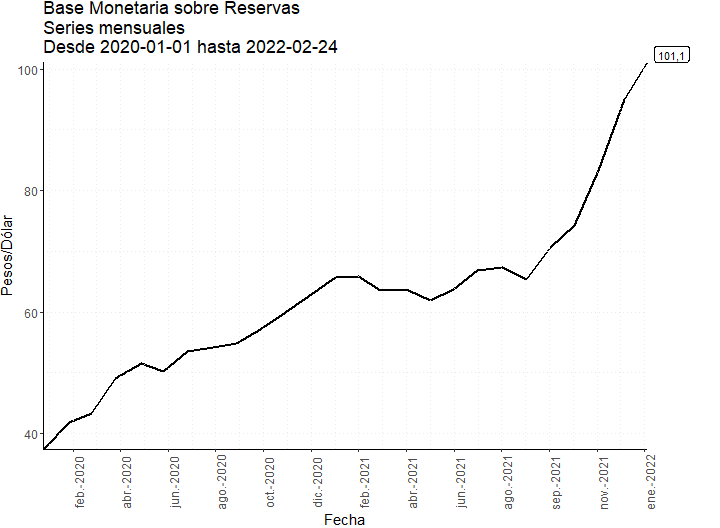 Base Monetaria sobre Reservas
Series mensuales
Desde 2020-01-01 hasta 2022-02-24
101,1
100
80
60
40
Pesos/Dólar
feb.-2020
abr.-2020
jun.-2020
ago.-2020
oct.-2020
dic.-2020
feb.-2021
abr.-2021
jun.-2021
ago.-2021
sep.-2021
nov.-2021
ene.-2022
Fecha